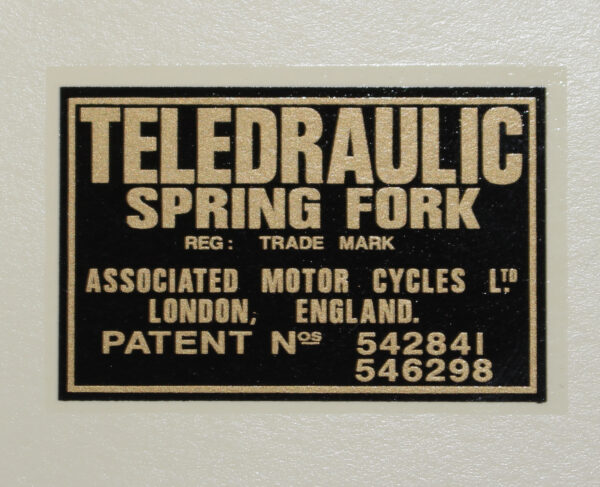 TELEDRAULIC
SPRING FORK
REG: TRADE MARK
ASSOCIATED MOTOR CYCLES LTD.
LONDON, ENGLAND.
PATENT NOS 542841
546298